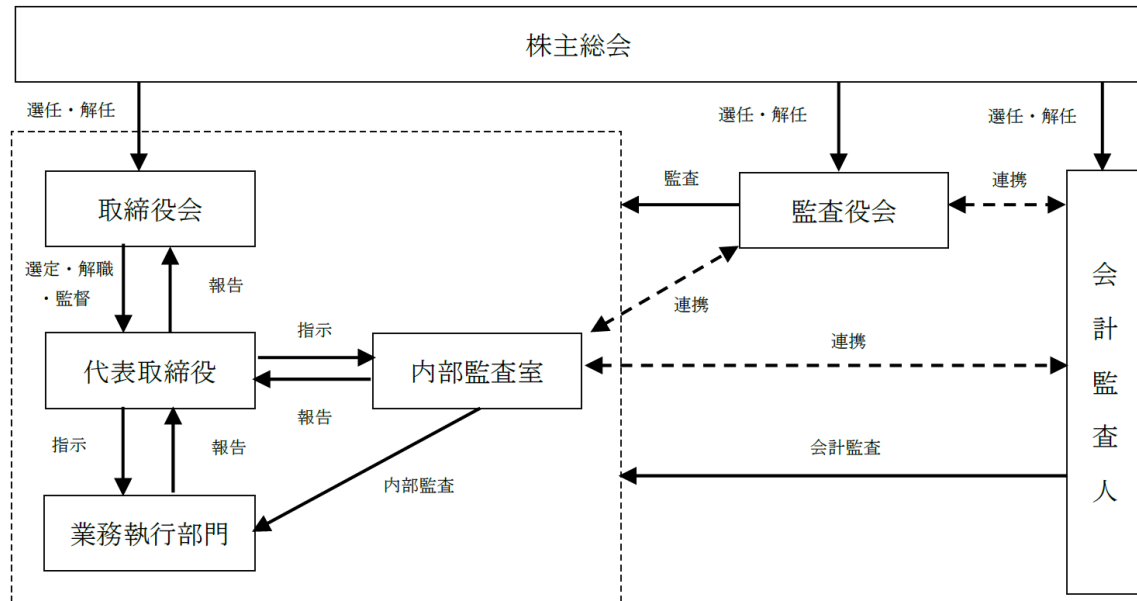 株主総会
選任・解任
選任・解任
選任・解任
取締役会
監査
監査役会
連携
選定・解職
・監督
報告
連携
会計監査人
代表取締役
指示
報告
内部監査室
連携
指示
報告
内部監査
会計監査
業務執行部門